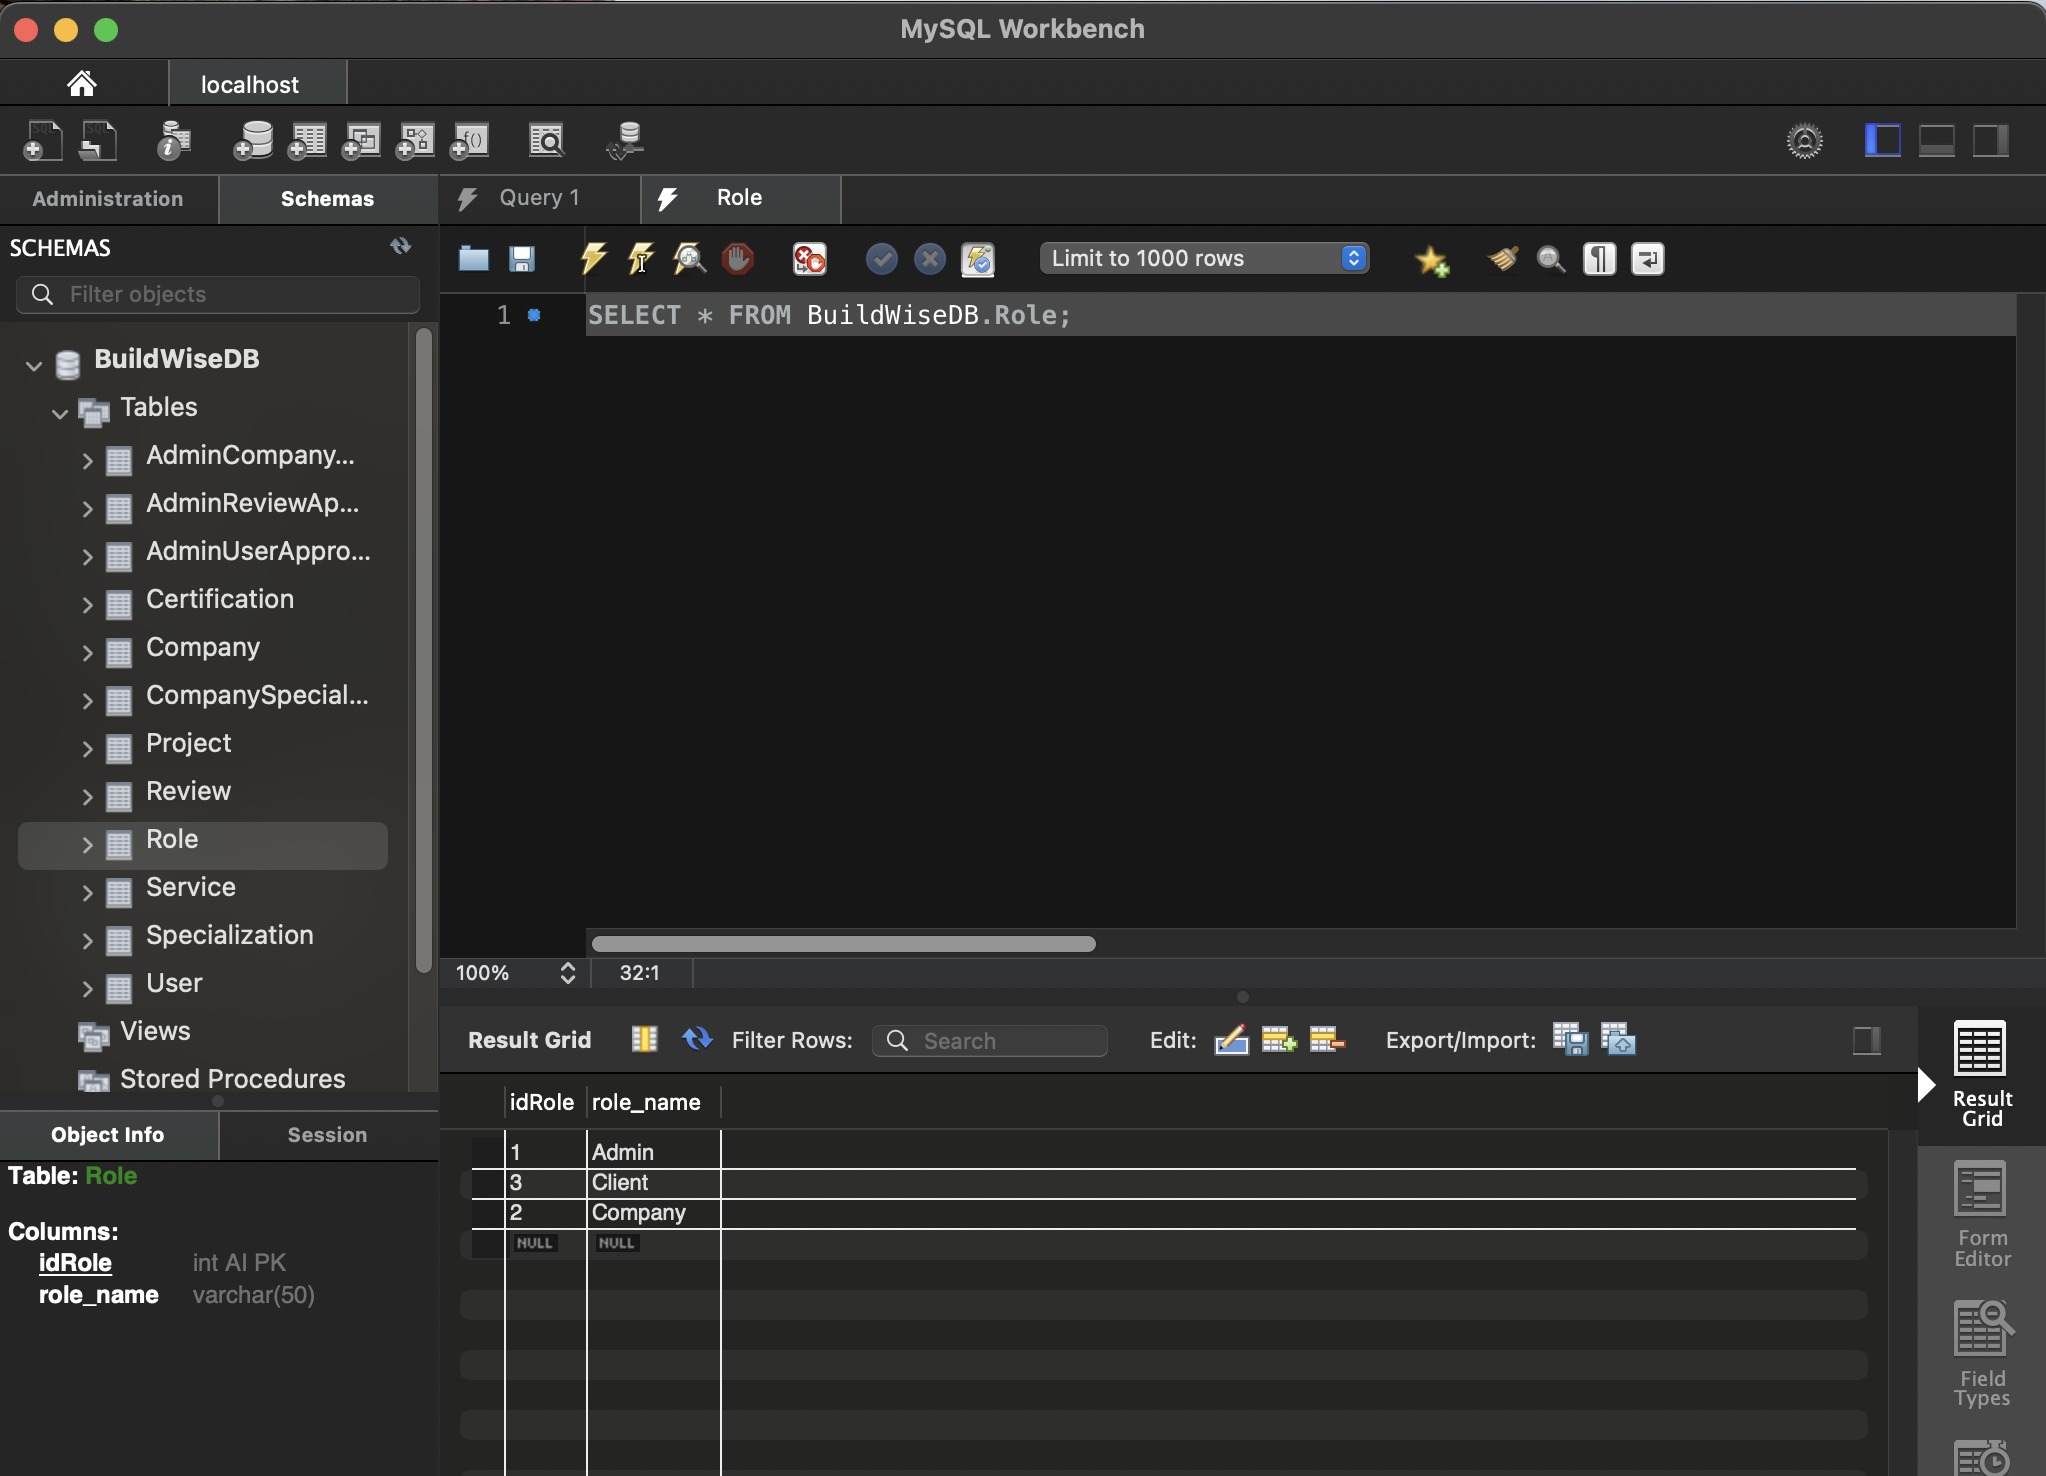 MySQL Workbench
localhost
Administration
Schemas
Query 1
Role
SCHEMAS
Filter objects
Limit to 1000 rows
1
SELECT * FROM BuildWiseDB.Role;
BuildWiseDB
Tables
AdminCompany...
AdminReviewAp...
AdminUserAppro...
Certification
Company
CompanySpecial...
Project
Review
Role
Service
Specialization
User
Views
Stored Procedures
100%
32:1
Result Grid
Filter Rows:
Search
Edit:
Export/Import:
idRole role_name
1 Admin
3 Client
2 Company
NULL NULL
Result
Grid
Form
Editor
Field
Types
Object Info
Session
Table: Role
Columns:
idRole int AI PK
role_name varchar(50)